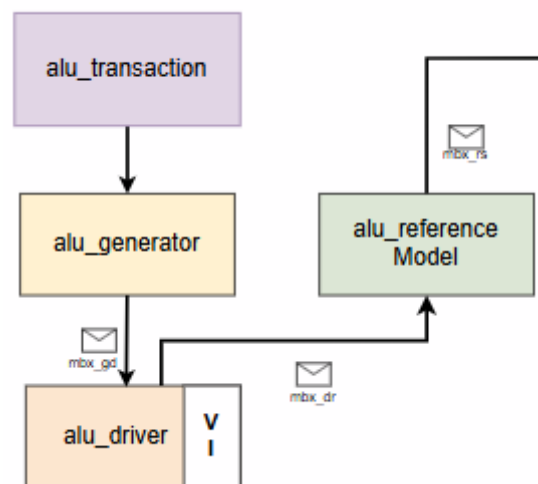 alu_transaction
mbx_rs
alu_generator
alu_reference
Model
mbx_gd
mbx_dr
alu_driver
V
I